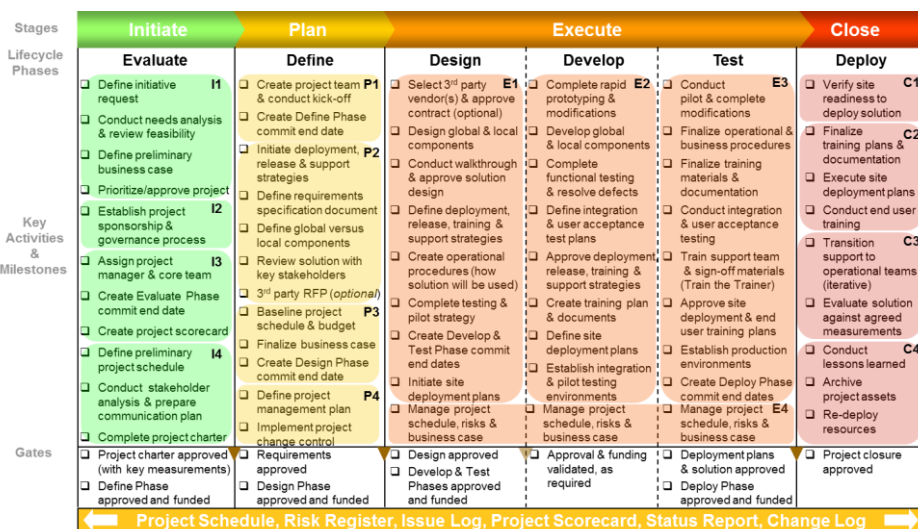 Stages
Initiate
Plan
Execute
Close
Lifecycle
Phases
Evaluate
Define
Design
Develop
Test
Deploy
Key
Activities
&
Milestones
❑ Define initiative I1
request
❑ Conduct needs analysis
& review feasibility
❑ Define preliminary
business case
❑ Prioritize/approve project
❑ Establish project I2
sponsorship &
governance process
❑ Assign project I3
manager & core team
❑ Create Evaluate Phase
commit end date
❑ Create project scorecard
❑ Define preliminary I4
project schedule
❑ Conduct stakeholder
analysis & prepare
communication plan
❑ Complete project charter
❑ Create project team P1
& conduct kick-off
❑ Create Define Phase
commit end date
❑ Initiate deployment, P2
release & support
strategies
❑ Define requirements
specification document
❑ Define global versus
local components
❑ Review solution with
key stakeholders
❑ 3rd party RFP (optional)
❑ Baseline project P3
schedule & budget
❑ Finalize business case
❑ Create Design Phase
commit end date
❑ Define project P4
management plan
❑ Implement project
change control
❑ Select 3rd party E1
vendor(s) & approve
contract (optional)
❑ Design global & local
components
❑ Conduct walkthrough
& approve solution
design
❑ Define deployment,
release, training &
support strategies
❑ Create operational
procedures (how
solution will be used)
❑ Complete testing &
pilot strategy
❑ Create Develop &
Test Phase commit
end dates
❑ Initiate site
deployment plans
❑ Manage project
schedule, risks &
business case
❑ Complete rapid E2
prototyping &
modifications
❑ Develop global
& local components
❑ Complete
functional testing
& resolve defects
❑ Define integration
& user acceptance
test plans
❑ Approve deployment,
release, training &
support strategies
❑ Create training plan
& documents
❑ Define site
deployment plans
❑ Establish integration
& pilot testing
environments
❑ Manage project
schedule, risks &
business case
❑ Conduct E3
pilot & complete
modifications
❑ Finalize operational &
business procedures
❑ Finalize training
materials &
documentation
❑ Conduct integration
& user acceptance
testing
❑ Train support team
& sign-off materials
(Train the Trainer)
❑ Approve site
deployment & end
user training plans
❑ Establish production
environments
❑ Create Deploy Phase
commit end dates
❑ Manage project E4
schedule, risks &
business case
❑ Verify site C1
readiness to
deploy solution
❑ Finalize C2
training plans &
documentation
❑ Execute site
deployment plans
❑ Conduct end user
training
❑ Transition C3
support to
operational teams
(iterative)
❑ Evaluate solution
against agreed
measurements
❑ Conduct C4
lessons learned
❑ Archive
project assets
❑ Re-deploy
resources
Gates
❑ Project charter approved
(with key measurements)
❑ Define Phase
approved and funded
❑ Requirements
approved
❑ Design Phase
approved and funded
❑ Design approved
❑ Develop & Test
Phases approved
and funded
❑ Approval & funding
validated, as
required
❑ Deployment plans
& solution approved
❑ Deploy Phase
approved and funded
❑ Project closure
approved
Project Schedule, Risk Register, Issue Log, Project Scorecard, Status Report, Change Log